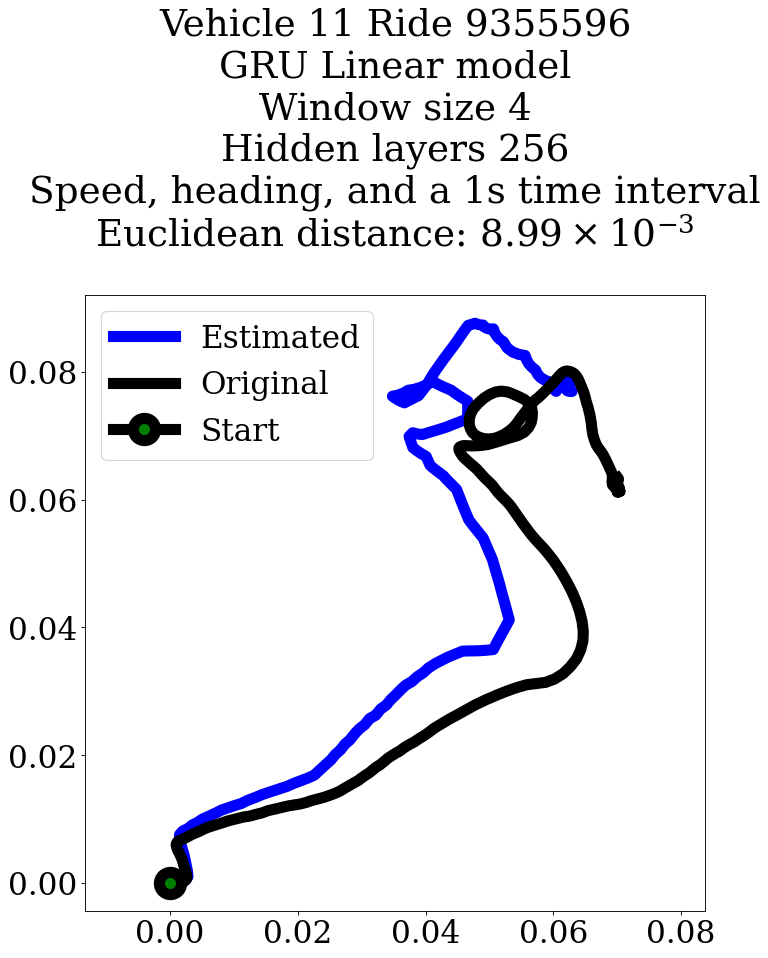 Vehicle 11 Ride 9355596
GRU Linear model
Window size 4
Hidden layers 256
Speed, heading, and a 1s time interval
Euclidean distance: 8.99 × 10⁻³
Estimated
Original
Start
0.08
0.06
0.04
0.02
0.00
0.00 0.02 0.04 0.06 0.08